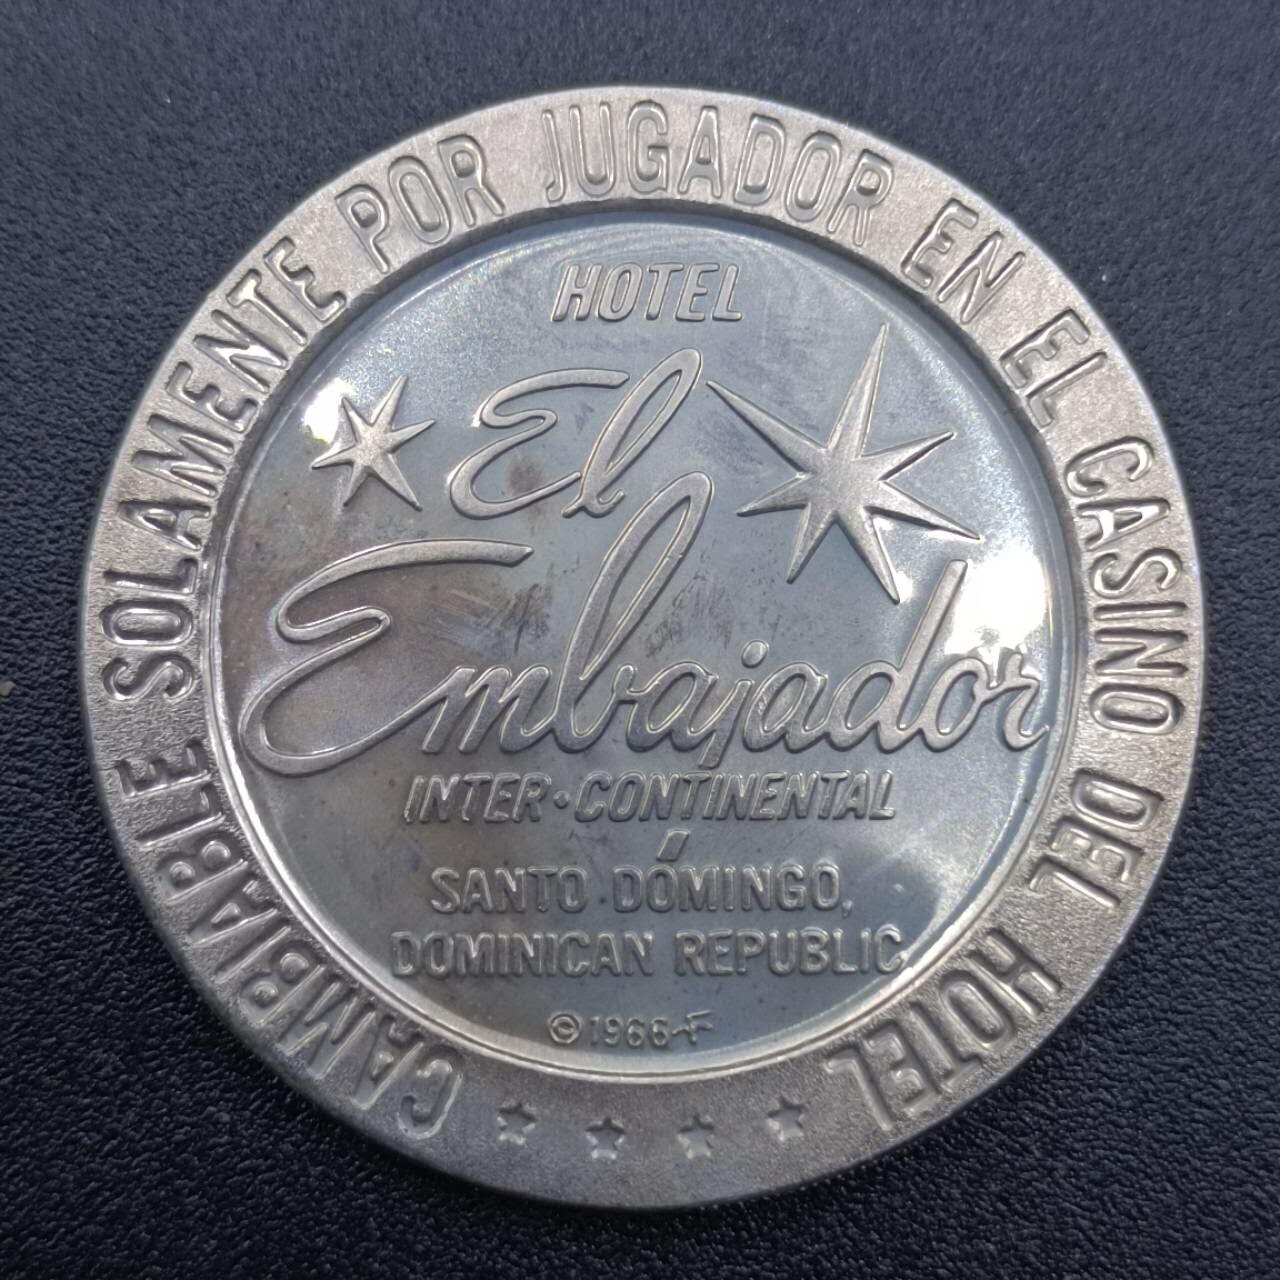 CAMBIABLE SOLAMENTE POR JUGADOR EN EL CASINO DEL HOTEL
HOTEL
El
Embajador
INTER·CONTINENTAL
SANTO DOMINGO,
DOMINICAN REPUBLIC
©1966 F